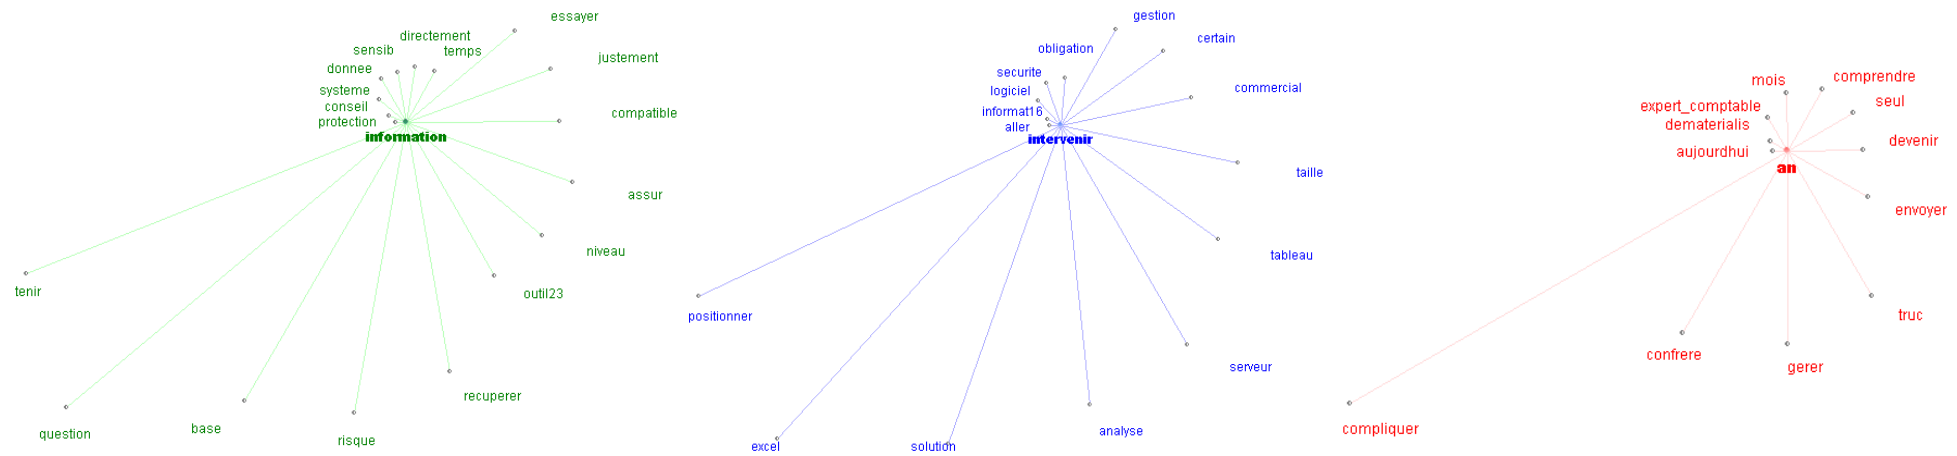 essayer
directement
sensib
temps
justement
donnee
systeme
conseil
compatible
protection
information
assur
niveau
tenir
outil23
recuperer
base
question
risque
gestion
certain
obligation
securite
logiciel
commercial
informat16
aller
intervenir
taille
tableau
positionner
serveur
analyse
excel
solution
mois
comprendre
expert_comptable
seul
dematerialis
devenir
aujourdhui
an
envoyer
truc
confrere
gerer
compliquer